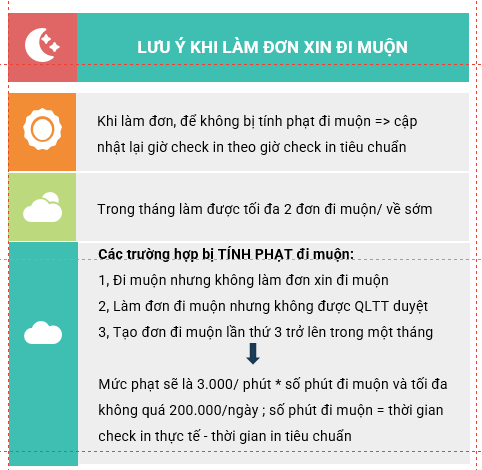 LƯU Ý KHI LÀM ĐƠN XIN ĐI MUỘN
Khi làm đơn, để không bị tính phạt đi muộn => cập
nhật lại giờ check in theo giờ check in tiêu chuẩn
Trong tháng làm được tối đa 2 đơn đi muộn/ về sớm
Các trường hợp bị TÍNH PHẠT đi muộn:
1, Đi muộn nhưng không làm đơn xin đi muộn
2, Làm đơn đi muộn nhưng không được QLTT duyệt
3, Tạo đơn đi muộn lần thứ 3 trở lên trong một tháng
Mức phạt sẽ là 3.000/ phút * số phút đi muộn và tối đa
không quá 200.000/ngày ; số phút đi muộn = thời gian
check in thực tế - thời gian in tiêu chuẩn